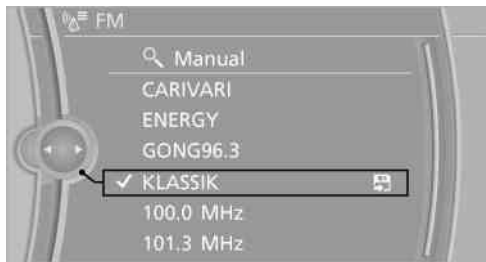 FM
Manual
CARIVARI
ENERGY
GONG96.3
✓ KLASSIK
100.0 MHz
101.3 MHz